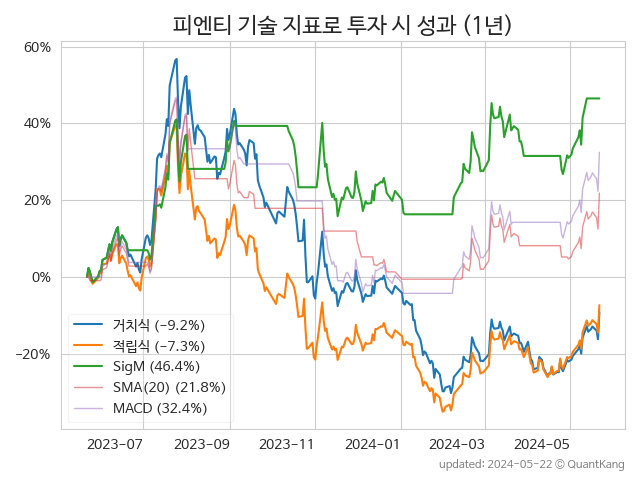 피엔티 기술 지표로 투자 시 성과 (1년)
60%
40%
20%
0%
−20%
거치식 (−9.2%)
적립식 (−7.3%)
SigM (46.4%)
SMA(20) (21.8%)
MACD (32.4%)
2023−07
2023−09
2023−11
2024−01
2024−03
2024−05
updated: 2024−05−22 © QuantKang